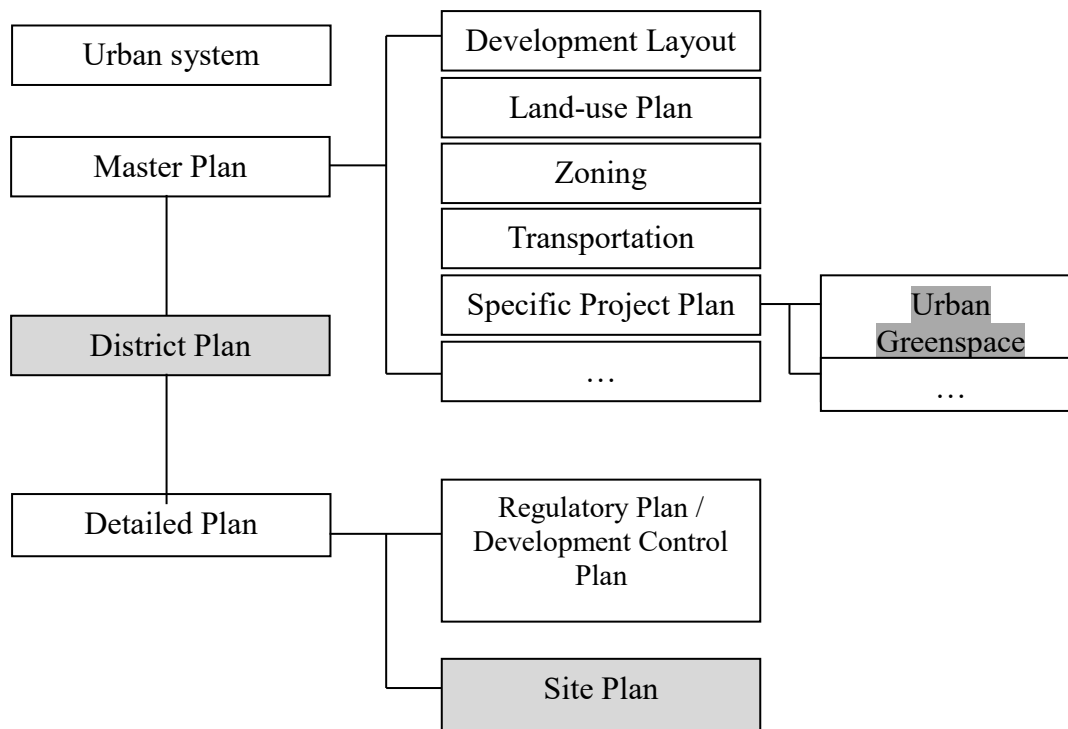 Urban system
Master Plan
District Plan
Detailed Plan
Development Layout
Land-use Plan
Zoning
Transportation
Specific Project Plan
…
Regulatory Plan /
Development Control
Plan
Site Plan
Urban
Greenspace
…